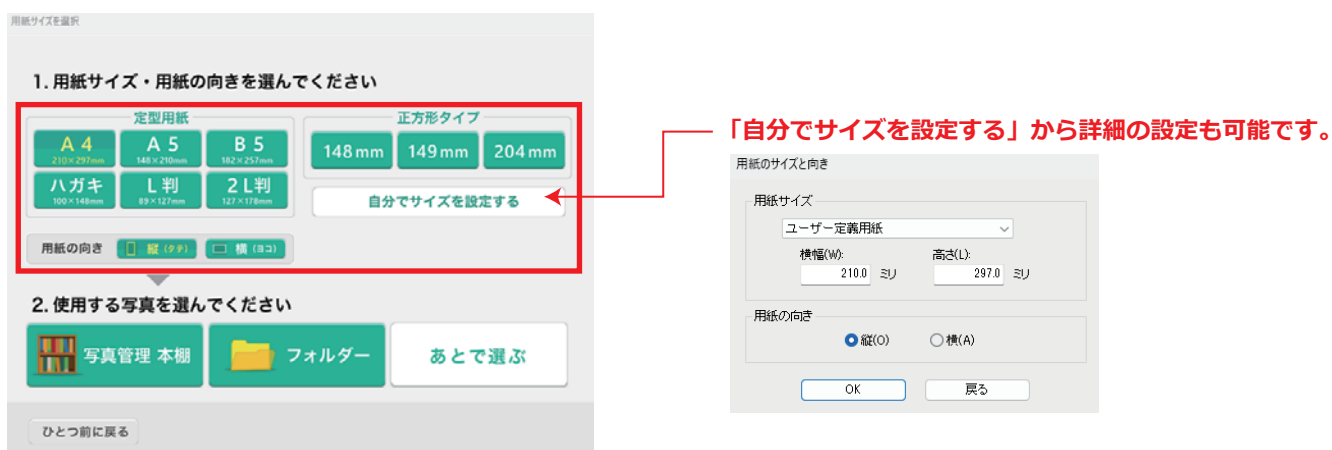 用紙サイズを選択
1. 用紙サイズ・用紙の向きを選んでください
定型用紙
A 4
210×297mm
A 5
148×210mm
B 5
182×257mm
ハガキ
100×148mm
L 判
89×127mm
2 L判
127×178mm
正方形タイプ
148mm
149mm
204mm
自分でサイズを設定する
用紙の向き
縦(タテ)
横(ヨコ)
2. 使用する写真を選んでください
写真管理 本棚
フォルダー
あとで選ぶ
ひとつ前に戻る
「自分でサイズを設定する」から詳細の設定も可能です。
用紙のサイズと向き
用紙サイズ
ユーザー定義用紙
横幅(W):
高さ(L):
210.0 ミリ
297.0 ミリ
用紙の向き
縦(O)
横(A)
OK
戻る